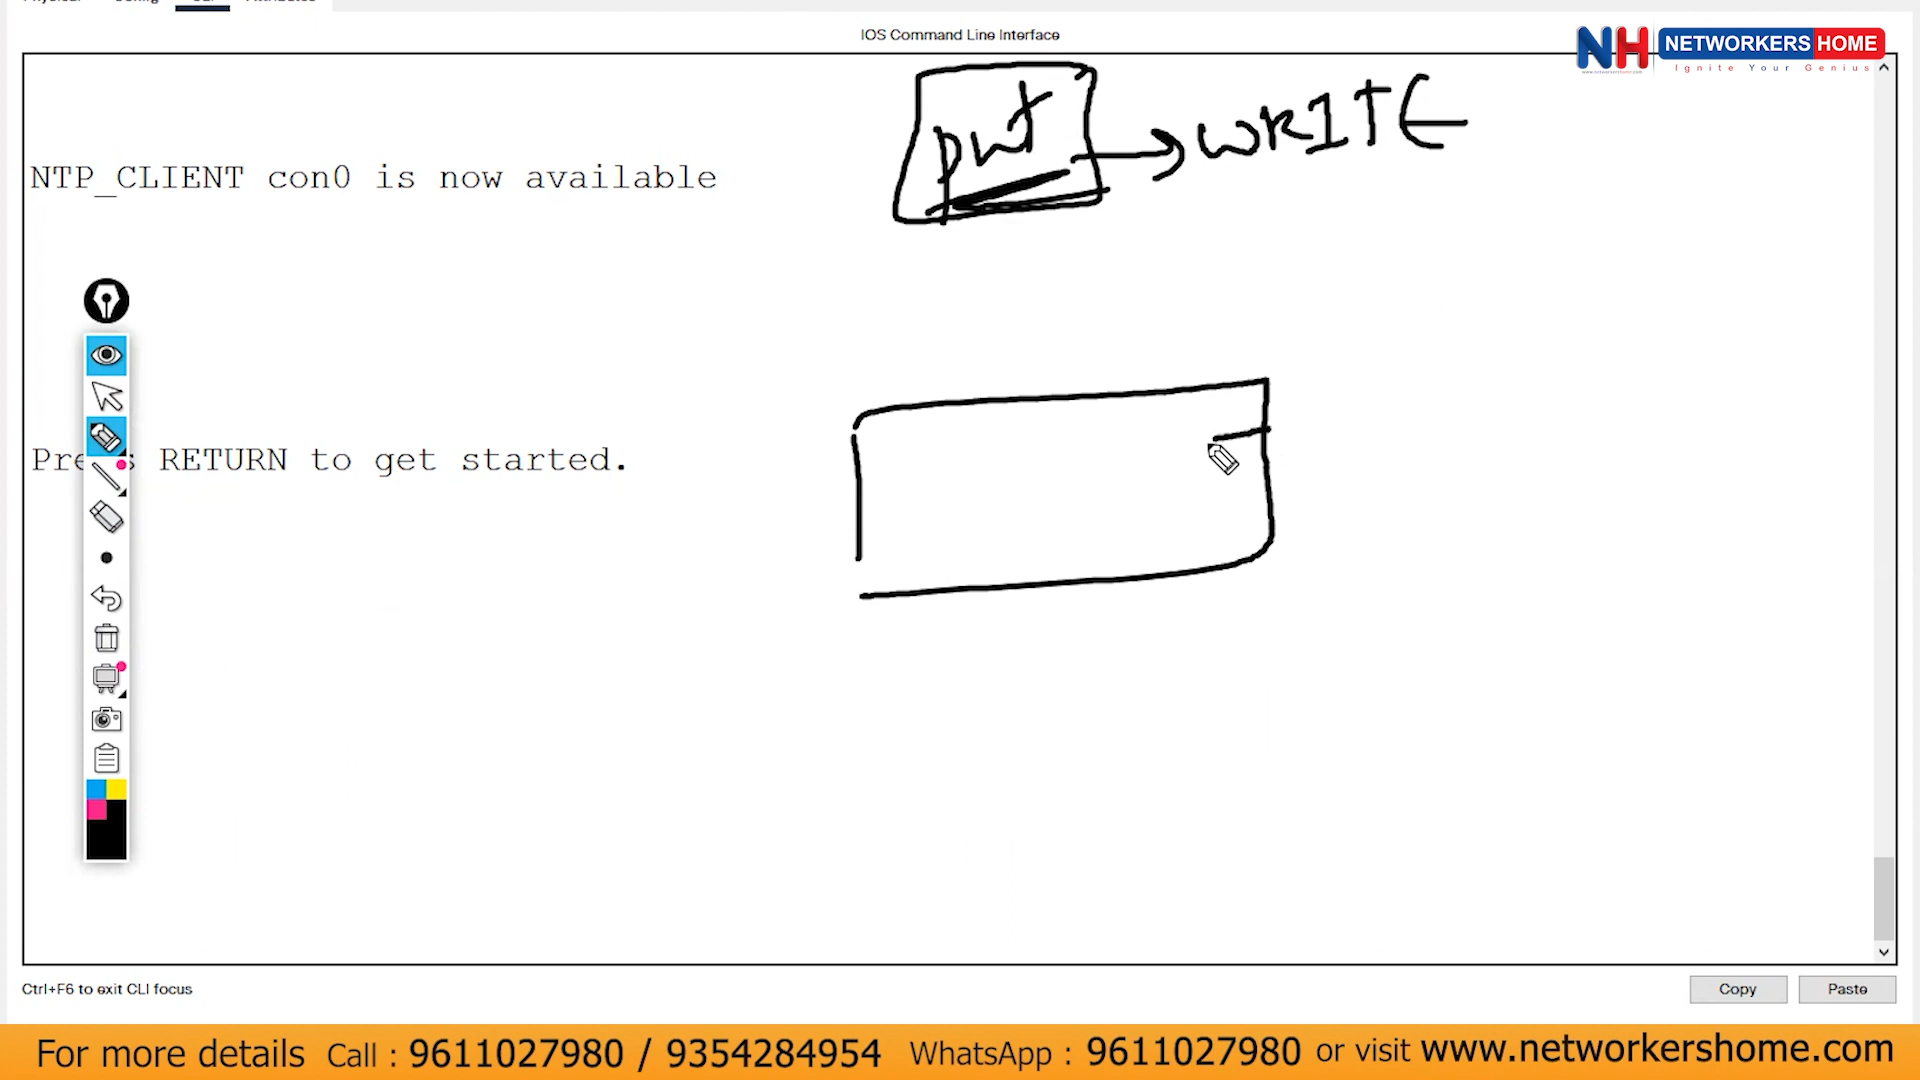 IOS Command Line Interface
NH NETWORKERS HOME
Ignite Your Genius
put → WRITE
NTP_CLIENT con0 is now available
RETURN to get started.
Ctrl+F6 to exit CLI focus
Copy
Paste
For more details Call : 9611027980 / 9354284954 WhatsApp : 9611027980 or visit www.networkershome.com